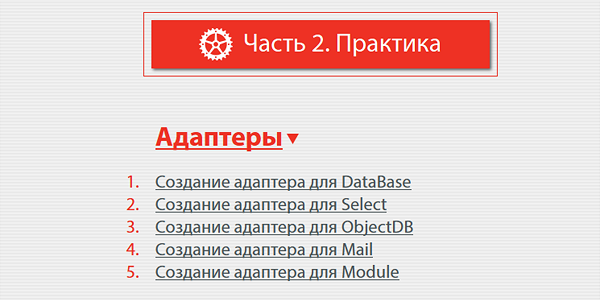 Часть 2. Практика
Адаптеры
1. Создание адаптера для DataBase
2. Создание адаптера для Select
3. Создание адаптера для ObjectDB
4. Создание адаптера для Mail
5. Создание адаптера для Module